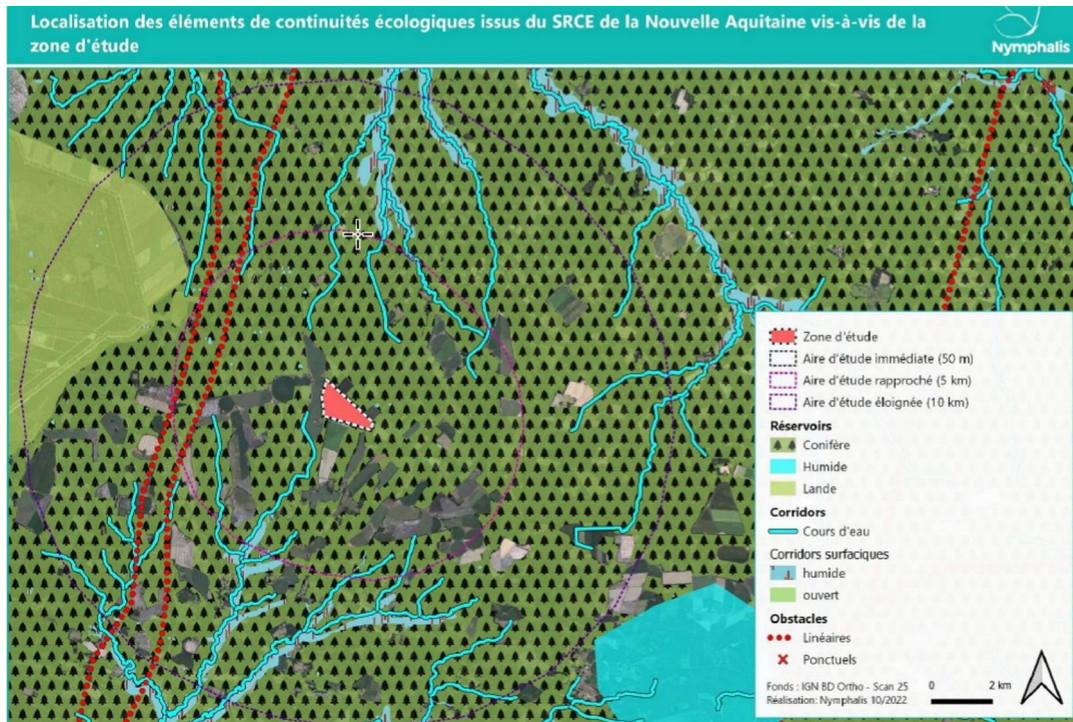 Localisation des éléments de continuités écologiques issus du SRCE de la Nouvelle Aquitaine vis-à-vis de la
zone d'étude
Nymphalis
Zone d'étude
Aire d'étude immédiate (50 m)
Aire d'étude rapproché (5 km)
Aire d'étude éloignée (10 km)
Réservoirs
Conifère
Humide
Lande
Corridors
Cours d'eau
Corridors surfaciques
humide
ouvert
Obstacles
Linéaires
Ponctuels
Fonds : IGN BD Ortho - Scan 25
Réalisation: Nymphalis 10/2022
0 2 km